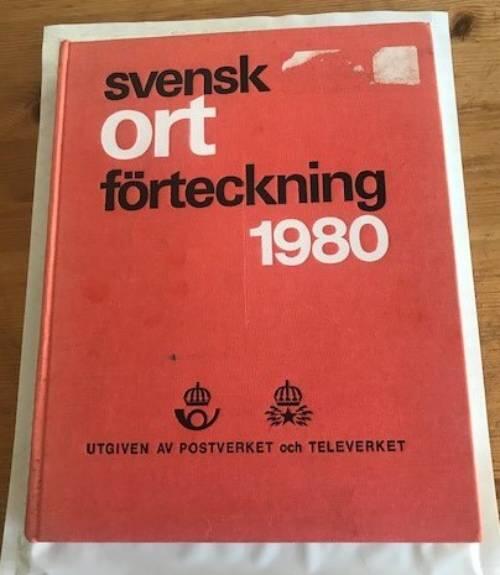 svensk
ort
förteckning
1980
UTGIVEN AV POSTVERKET och TELEVERKET